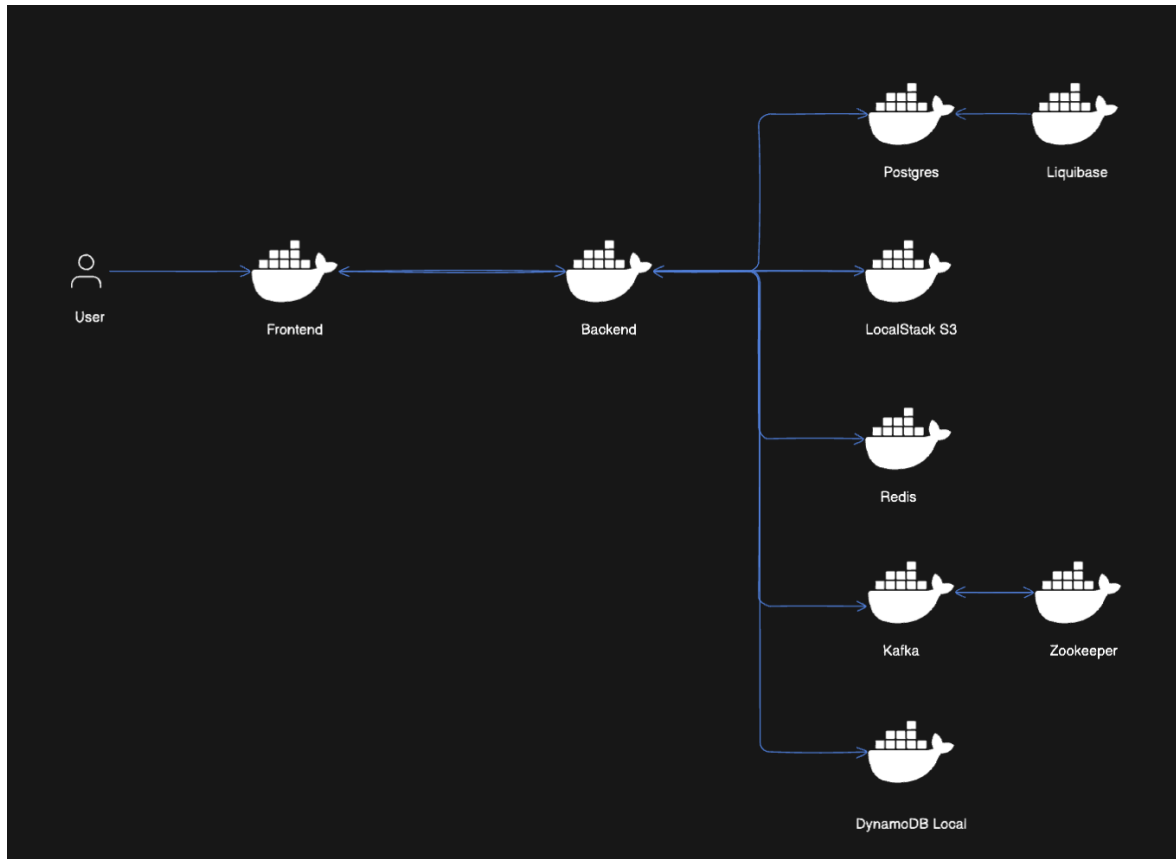 Postgres
Liquibase
User
Frontend
Backend
LocalStack S3
Redis
Kafka
Zookeeper
DynamoDB Local